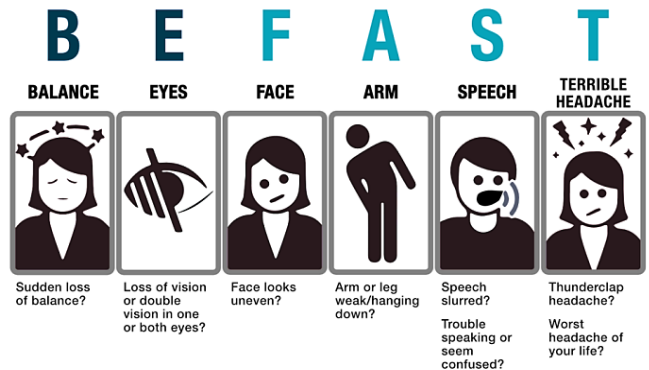 B E F A S T
BALANCE
EYES
FACE
ARM
SPEECH
TERRIBLE
HEADACHE
Sudden loss
of balance?
Loss of vision
or double
vision in one
or both eyes?
Face looks
uneven?
Arm or leg
weak/hanging
down?
Speech
slurred?
Trouble
speaking or
seem
confused?
Thunderclap
headache?
Worst
headache of
your life?